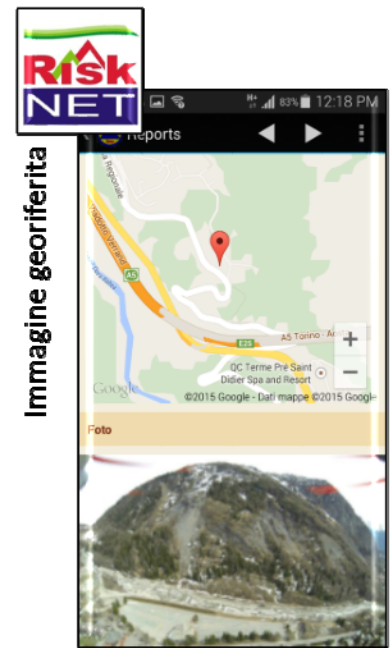 Risk
NET
Immagine georiferita
H+ 83% 12:18 PM
Reports
a Regionale
A5
E25
A5 Torino - A
+
QC Terme Pré Saint
Didier Spa and Resort
−
Google
©2015 Google - Dati mappe ©2015 Google
Foto